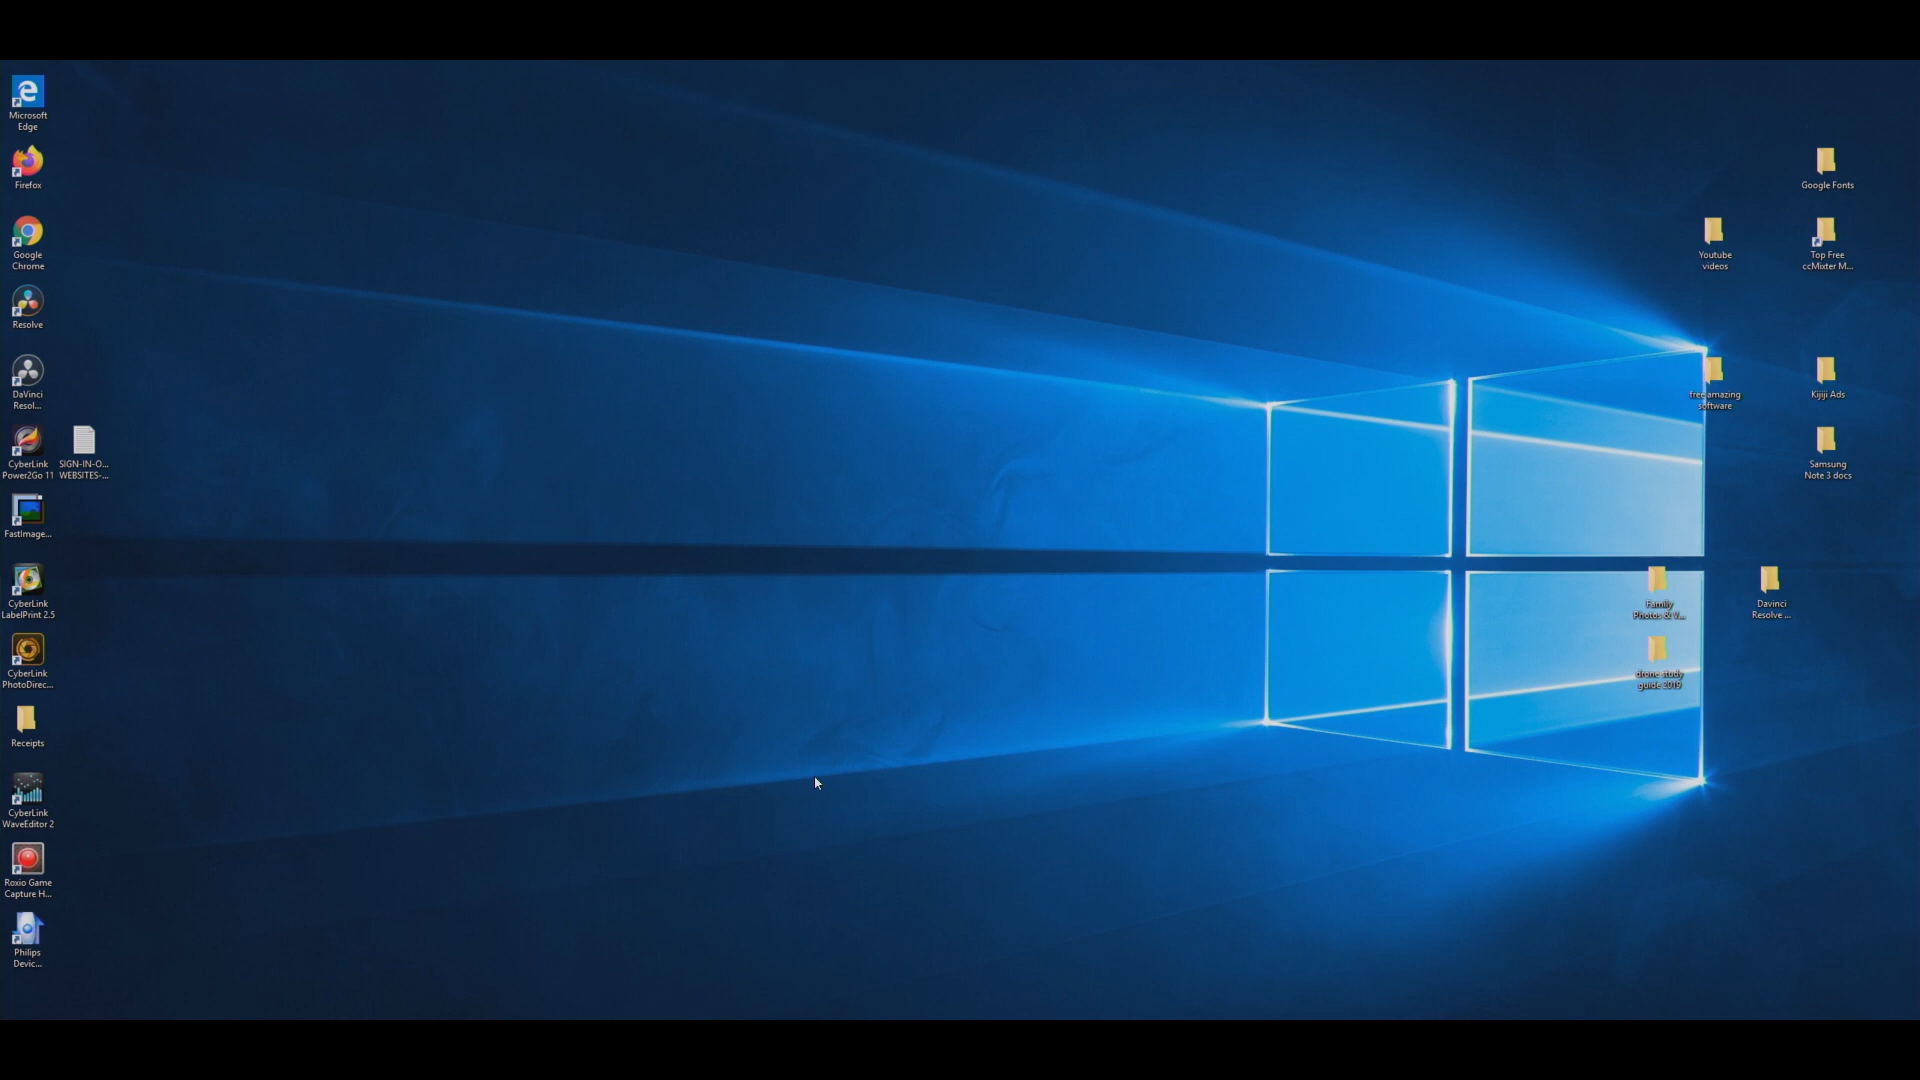 Microsoft
Edge
Firefox
Google
Chrome
Resolve
DaVinci
Resol...
CyberLink
Power2Go 11
SIGN-IN-O...
WEBSITES-...
FastImage...
CyberLink
LabelPrint 2.5
CyberLink
PhotoDirec...
Receipts
CyberLink
WaveEditor 2
Roxio Game
Capture H...
Philips
Devic...
Google Fonts
Youtube
videos
Top Free
ccMixter M...
free amazing
software
Kijiji Ads
Samsung
Note 3 docs
Family
Photos & V...
Davinci
Resolve ...
drone study
guide 2019